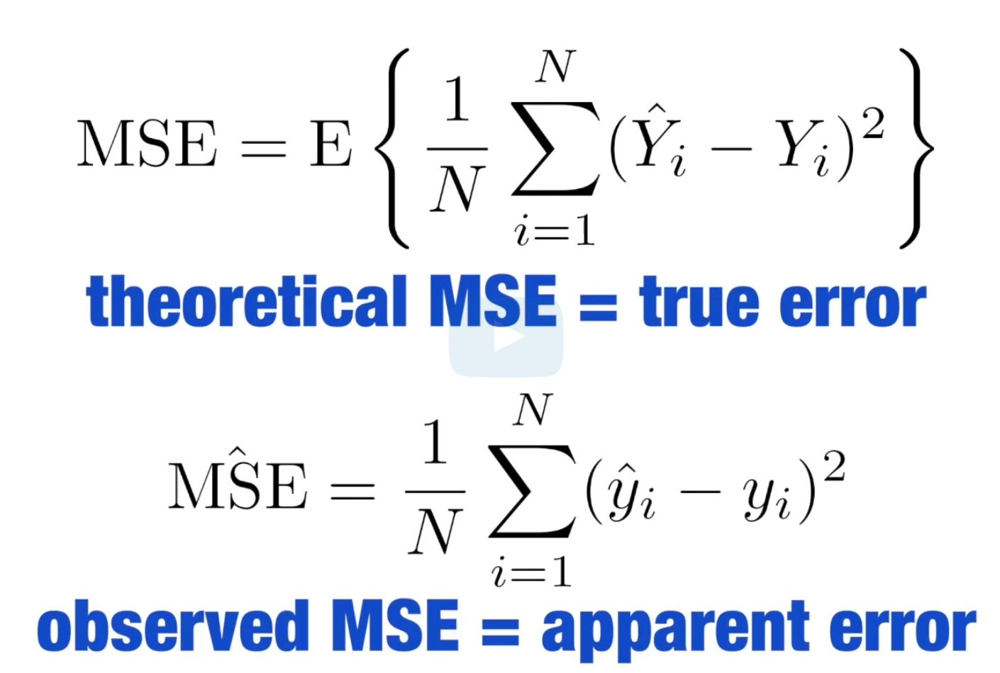 MSE = E { 1/N ∑_{i=1}^{N} (Ŷ_i − Y_i)² }
theoretical MSE = true error
MŜE = 1/N ∑_{i=1}^{N} (ŷ_i − y_i)²
observed MSE = apparent error